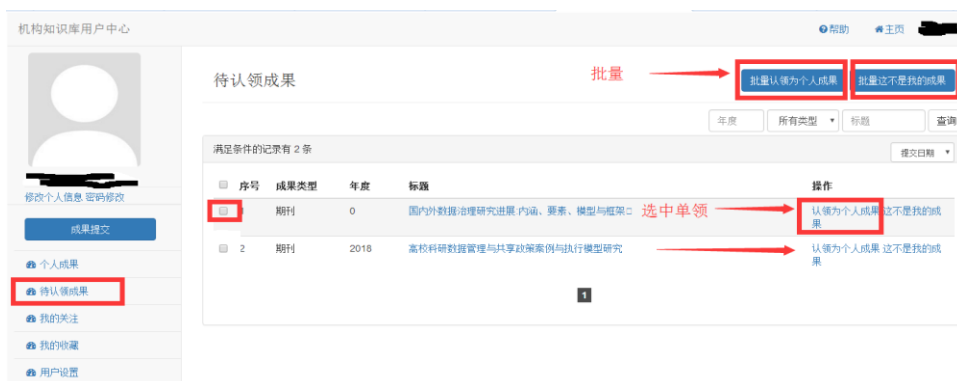 机构知识库用户中心
帮助 主页
待认领成果
批量
批量认领为个人成果 批量这不是我的成果
年度 所有类型 标题 查询
满足条件的记录有 2 条
提交日期
序号 成果类型 年度 标题 操作
期刊 0 国内外数据治理研究进展 内涵、要素、模型与框架 选中单领 认领为个人成果 这不是我的成
果
2 期刊 2018 高校科研数据管理与共享政策案例与执行模型研究 认领为个人成果 这不是我的成
果
1
修改个人信息 密码修改
成果提交
个人成果
待认领成果
我的关注
我的收藏
用户设置